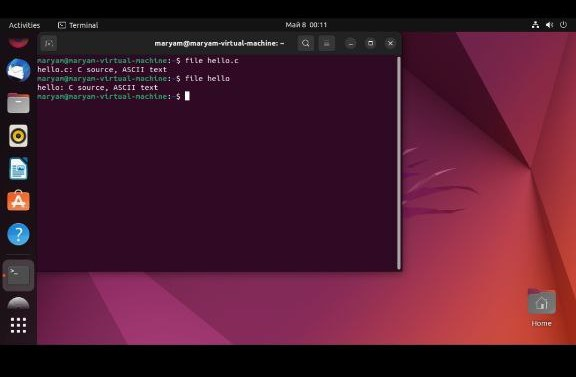 Activities
Terminal
Май 8 00:11
maryam@maryam-virtual-machine: ~
maryam@maryam-virtual-machine:~$ file hello.c
hello.c: C source, ASCII text
maryam@maryam-virtual-machine:~$ file hello
hello: C source, ASCII text
maryam@maryam-virtual-machine:~$
Home